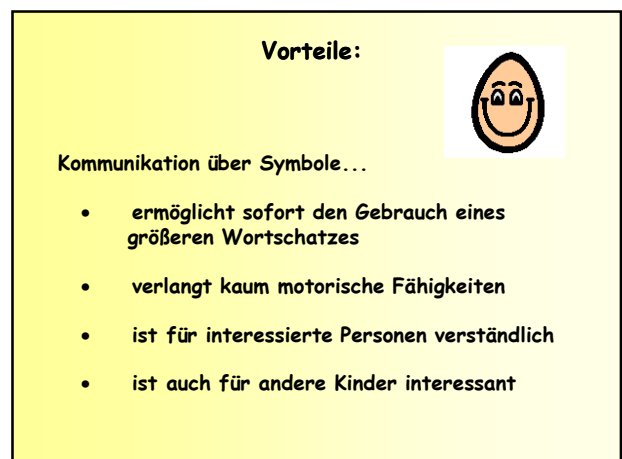 Vorteile:
Kommunikation über Symbole...
• ermöglicht sofort den Gebrauch eines
größeren Wortschatzes
• verlangt kaum motorische Fähigkeiten
• ist für interessierte Personen verständlich
• ist auch für andere Kinder interessant